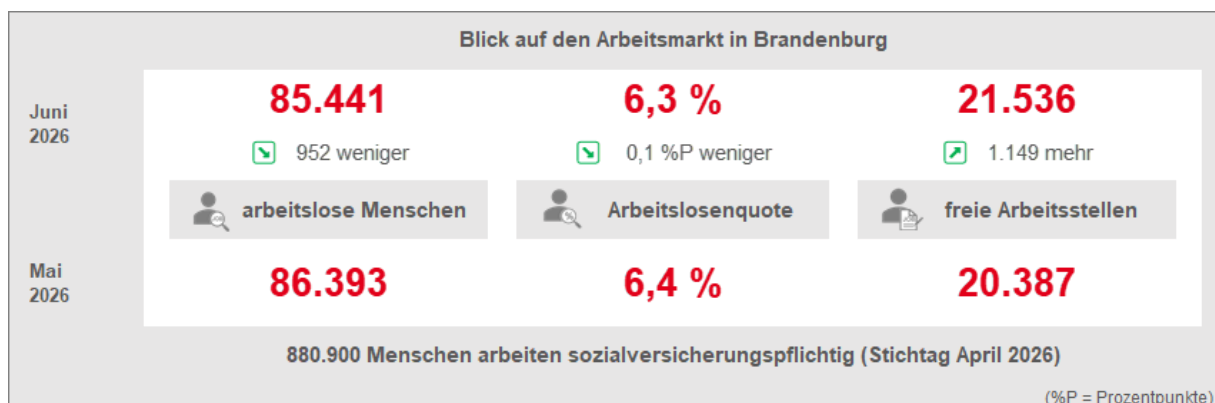 Blick auf den Arbeitsmarkt in Brandenburg
Juni
2026
85.441
6,3 %
21.536
952 weniger
0,1 %P weniger
1.149 mehr
arbeitslose Menschen
%
Arbeitslosenquote
freie Arbeitsstellen
Mai
2026
86.393
6,4 %
20.387
880.900 Menschen arbeiten sozialversicherungspflichtig (Stichtag April 2026)
(%P = Prozentpunkte)